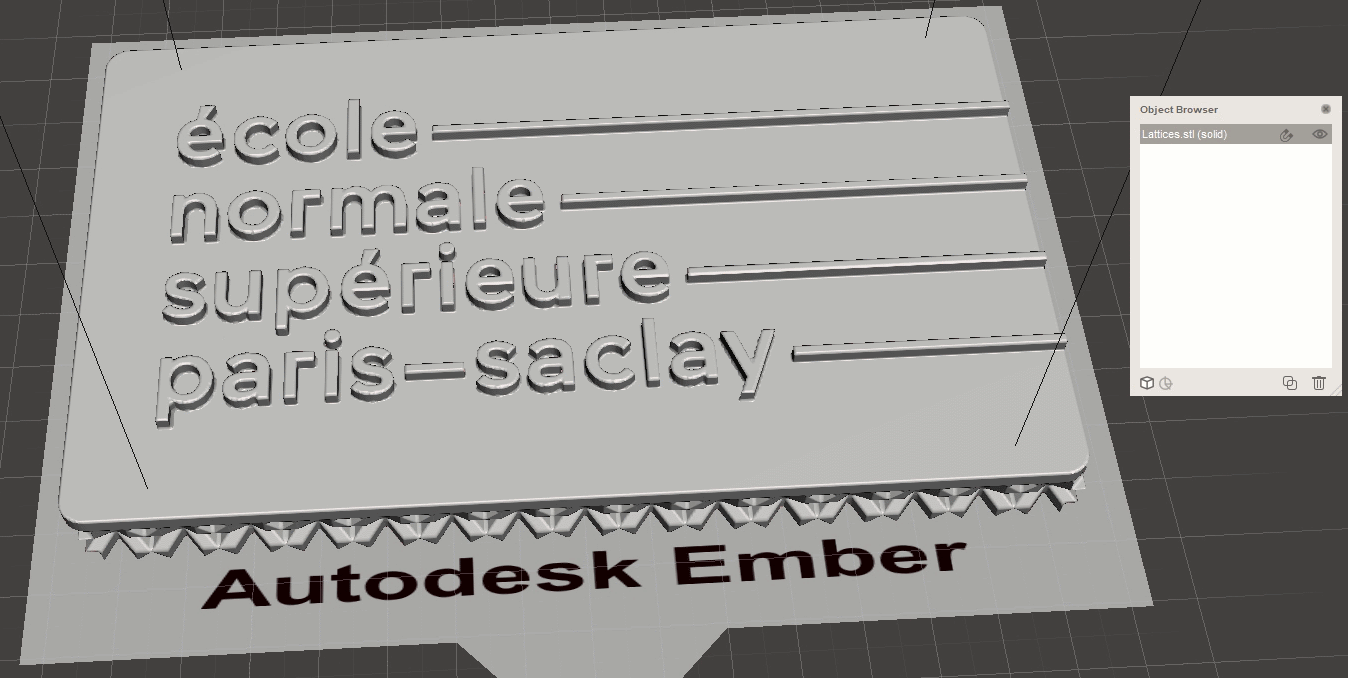 école
normale
supérieure
paris–saclay
Autodesk Ember
Object Browser
Lattices.stl (solid)